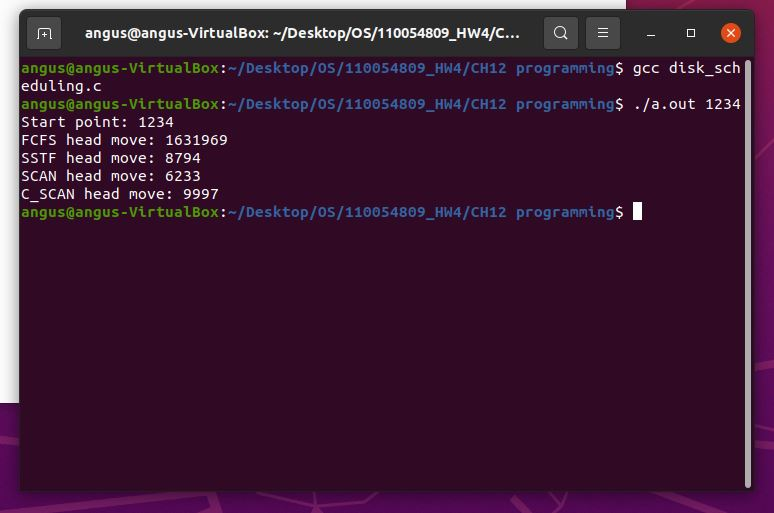 angus@angus-VirtualBox: ~/Desktop/OS/110054809_HW4/C...
angus@angus-VirtualBox:~/Desktop/OS/110054809_HW4/CH12 programming$ gcc disk_sch
eduling.c
angus@angus-VirtualBox:~/Desktop/OS/110054809_HW4/CH12 programming$ ./a.out 1234
Start point: 1234
FCFS head move: 1631969
SSTF head move: 8794
SCAN head move: 6233
C_SCAN head move: 9997
angus@angus-VirtualBox:~/Desktop/OS/110054809_HW4/CH12 programming$